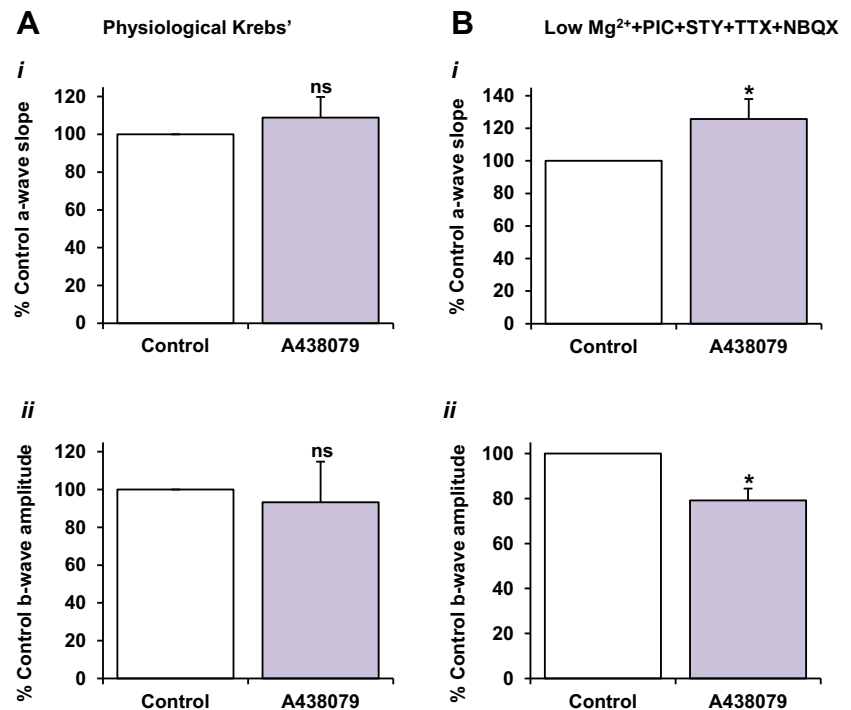 A Physiological Krebs’
B Low Mg²⁺+PIC+STY+TTX+NBQX
i
% Control a-wave slope
120
100
80
60
40
20
0
ns
Control A438079
i
% Control a-wave slope
140
120
100
80
60
40
20
0
*
Control A438079
ii
% Control b-wave amplitude
120
100
80
60
40
20
0
ns
Control A438079
ii
% Control b-wave amplitude
100
80
60
40
20
0
*
Control A438079